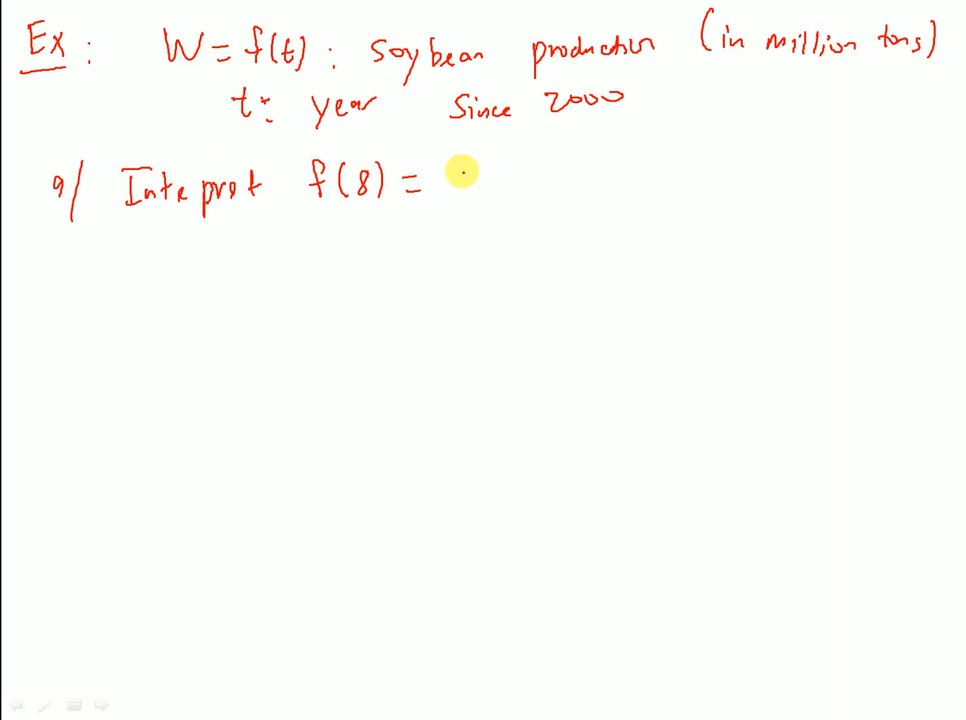 Ex: W = f(t): soybean production (in million tons)
t: year since 2000
a/ Interpret f(8) =